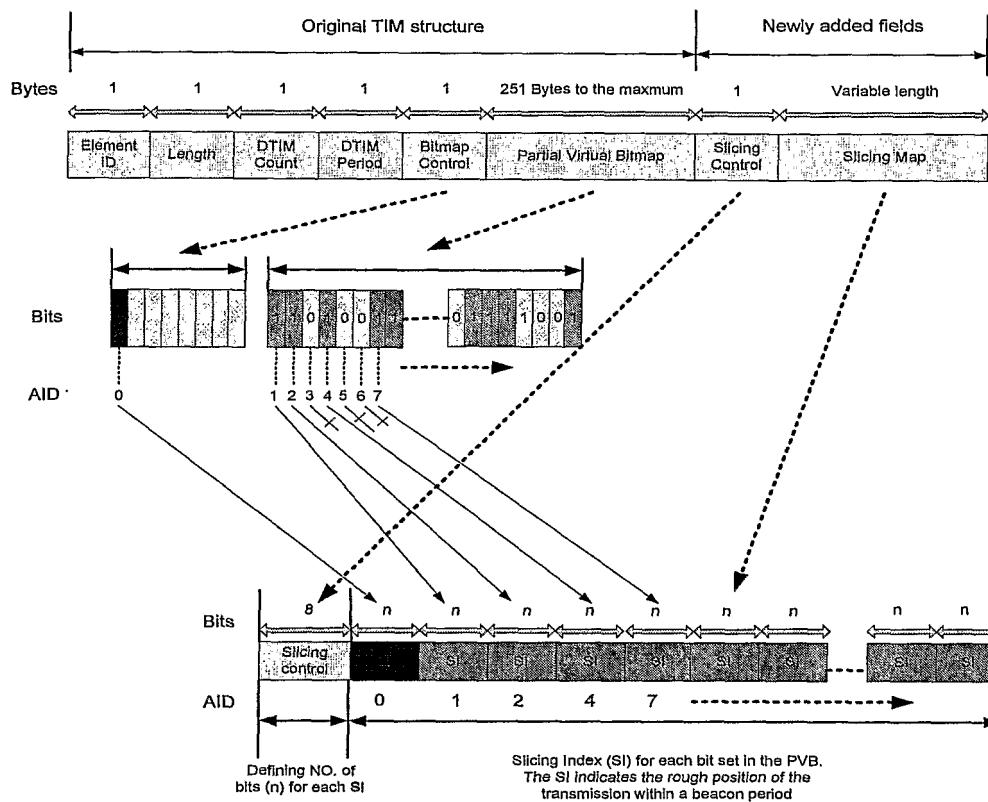 Original TIM structure
Newly added fields
Bytes 1 1 1 1 1 251 Bytes to the maxmum 1 Variable length
Element ID
Length
DTIM Count
DTIM Period
Bitmap Control
Partial Virtual Bitmap
Slicing Control
Slicing Map
Bits
1 1 0 1 0 0 1 0 1 1 1 1 0 0 1
AID 0 1 2 3 4 5 6 7
Bits 8 n n n n n n n n n
Slicing control
SI SI SI SI SI SI SI SI
AID 0 1 2 4 7
Defining NO. of
bits (n) for each SI
Slicing Index (SI) for each bit set in the PVB.
The SI indicates the rough position of the
transmission within a beacon period